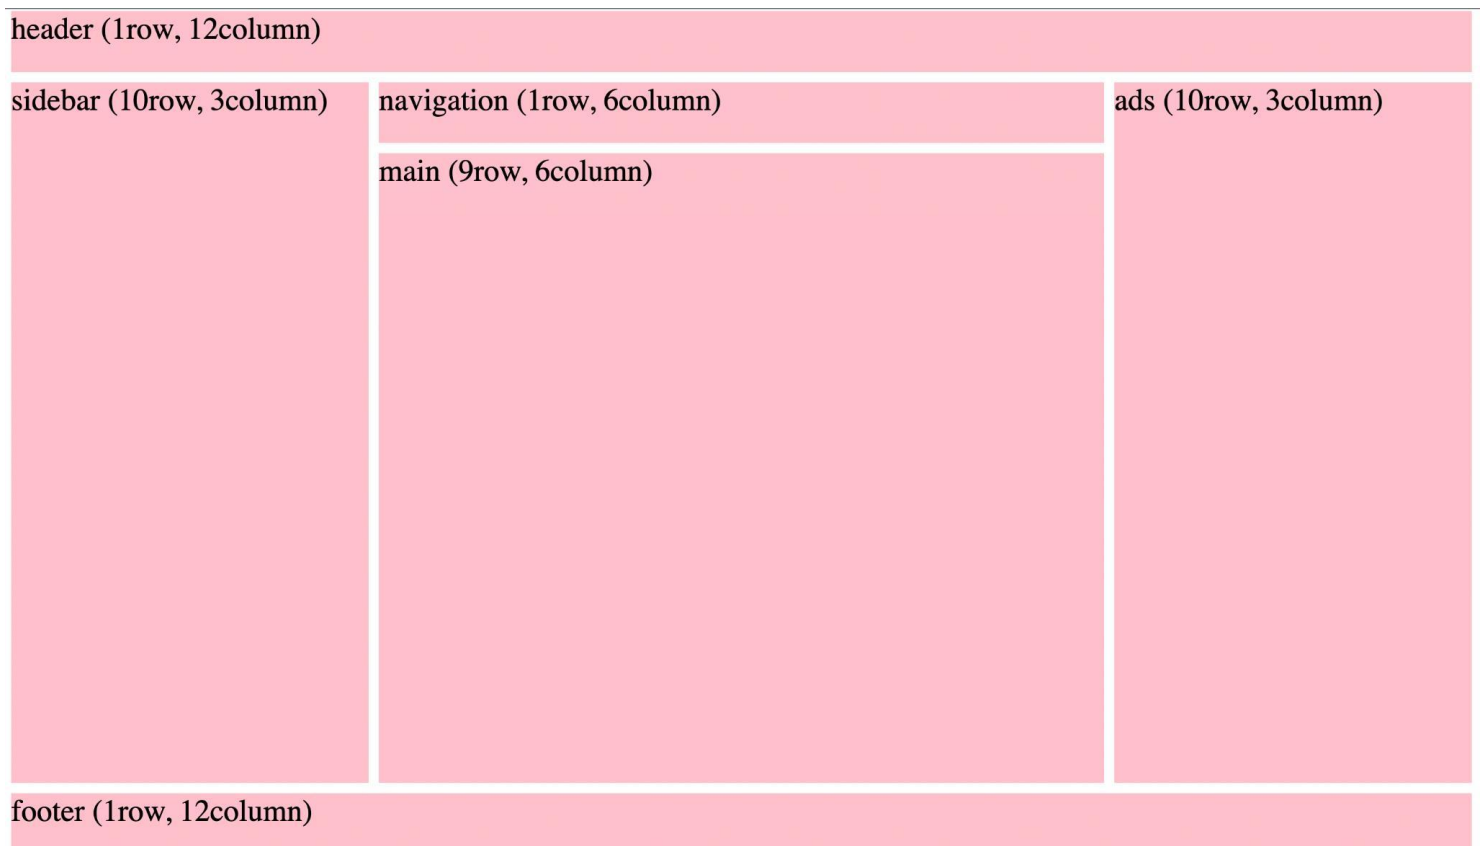 header (1row, 12column)
sidebar (10row, 3column)
navigation (1row, 6column)
ads (10row, 3column)
main (9row, 6column)
footer (1row, 12column)